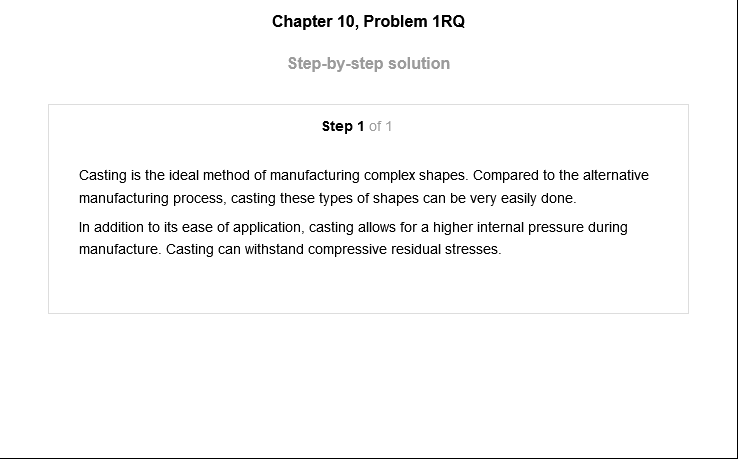 Chapter 10, Problem 1RQ
Step-by-step solution
Step 1 of 1
Casting is the ideal method of manufacturing complex shapes. Compared to the alternative
manufacturing process, casting these types of shapes can be very easily done.
In addition to its ease of application, casting allows for a higher internal pressure during
manufacture. Casting can withstand compressive residual stresses.